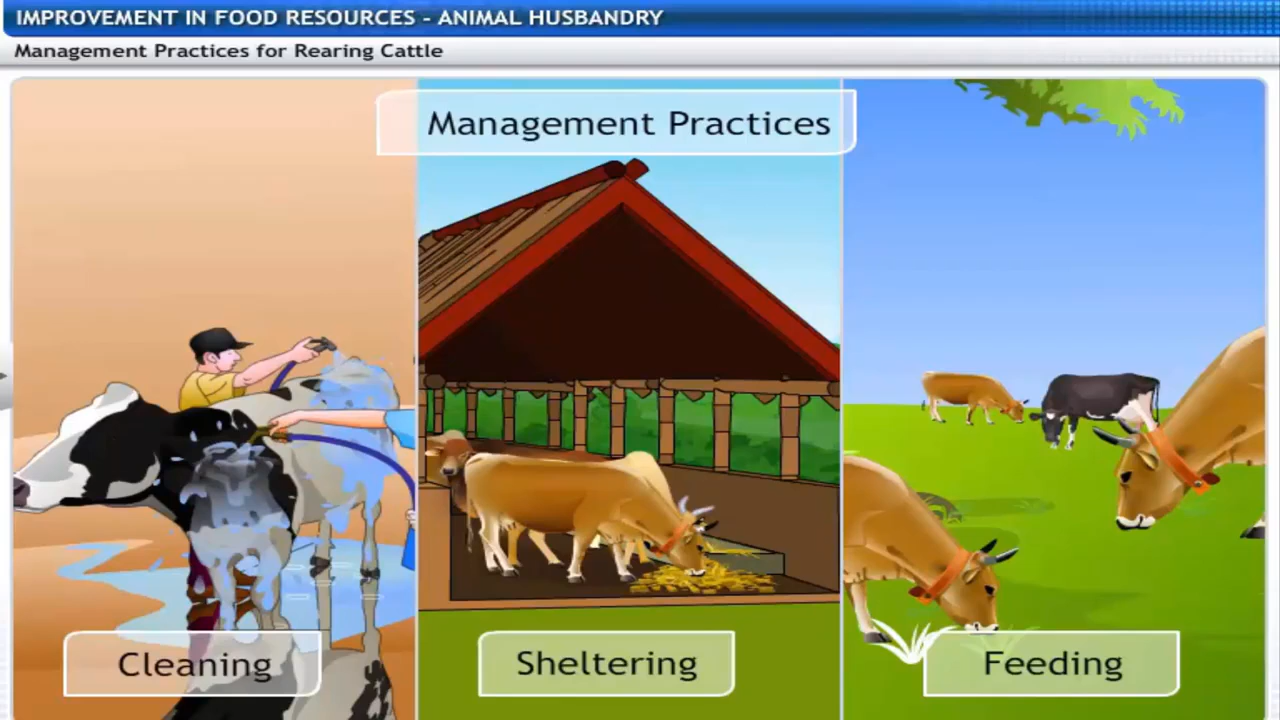 IMPROVEMENT IN FOOD RESOURCES - ANIMAL HUSBANDRY
Management Practices for Rearing Cattle
Management Practices
Cleaning
Sheltering
Feeding